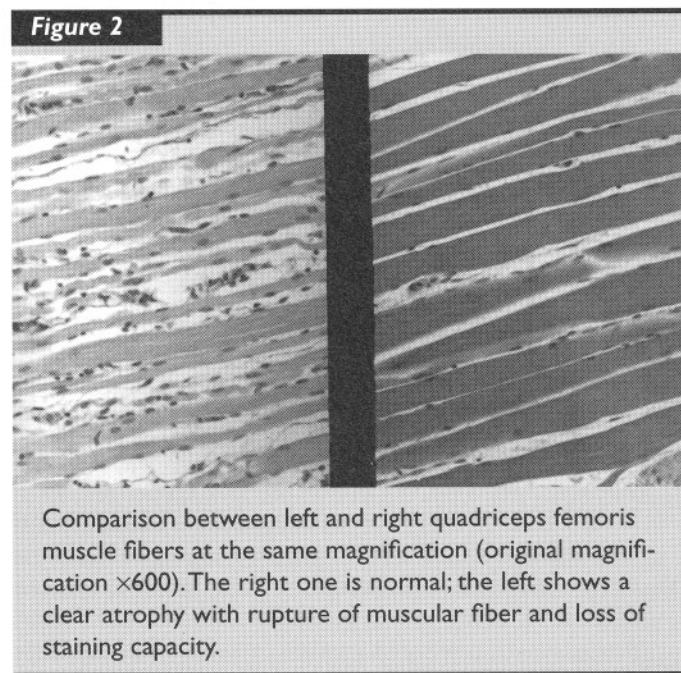 Figure 2
Comparison between left and right quadriceps femoris
muscle fibers at the same magnification (original magnifi-
cation ×600). The right one is normal; the left shows a
clear atrophy with rupture of muscular fiber and loss of
staining capacity.